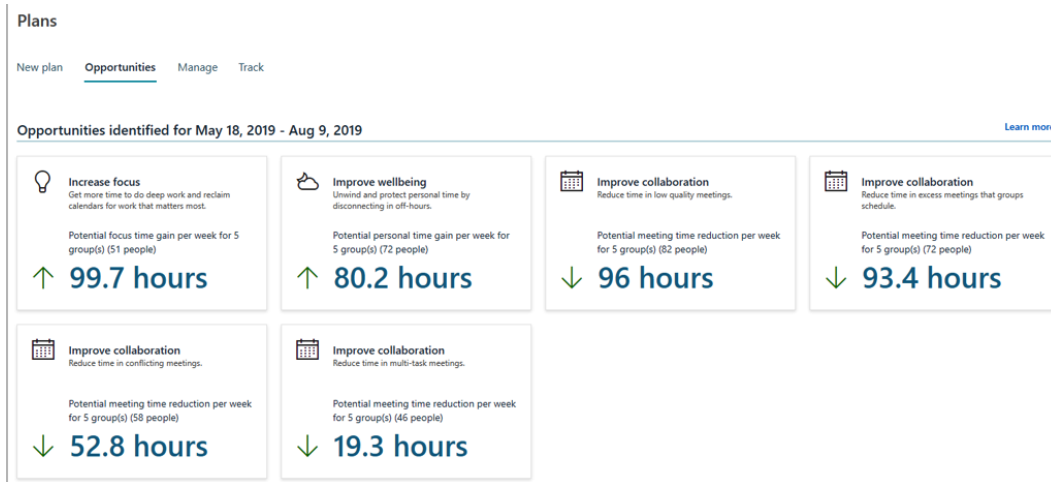 Plans
New plan Opportunities Manage Track
Opportunities identified for May 18, 2019 - Aug 9, 2019
Learn more
Increase focus
Get more time to do deep work and reclaim
calendars for work that matters most.
Potential focus time gain per week for 5
group(s) (51 people)
99.7 hours
Improve wellbeing
Unwind and protect personal time by
disconnecting in off-hours.
Potential personal time gain per week for
5 group(s) (72 people)
80.2 hours
Improve collaboration
Reduce time in low quality meetings.
Potential meeting time reduction per week
for 5 group(s) (82 people)
96 hours
Improve collaboration
Reduce time in excess meetings that groups
schedule.
Potential meeting time reduction per week
for 5 group(s) (72 people)
93.4 hours
Improve collaboration
Reduce time in conflicting meetings.
Potential meeting time reduction per week
for 5 group(s) (58 people)
52.8 hours
Improve collaboration
Reduce time in multi-task meetings.
Potential meeting time reduction per week
for 5 group(s) (46 people)
19.3 hours